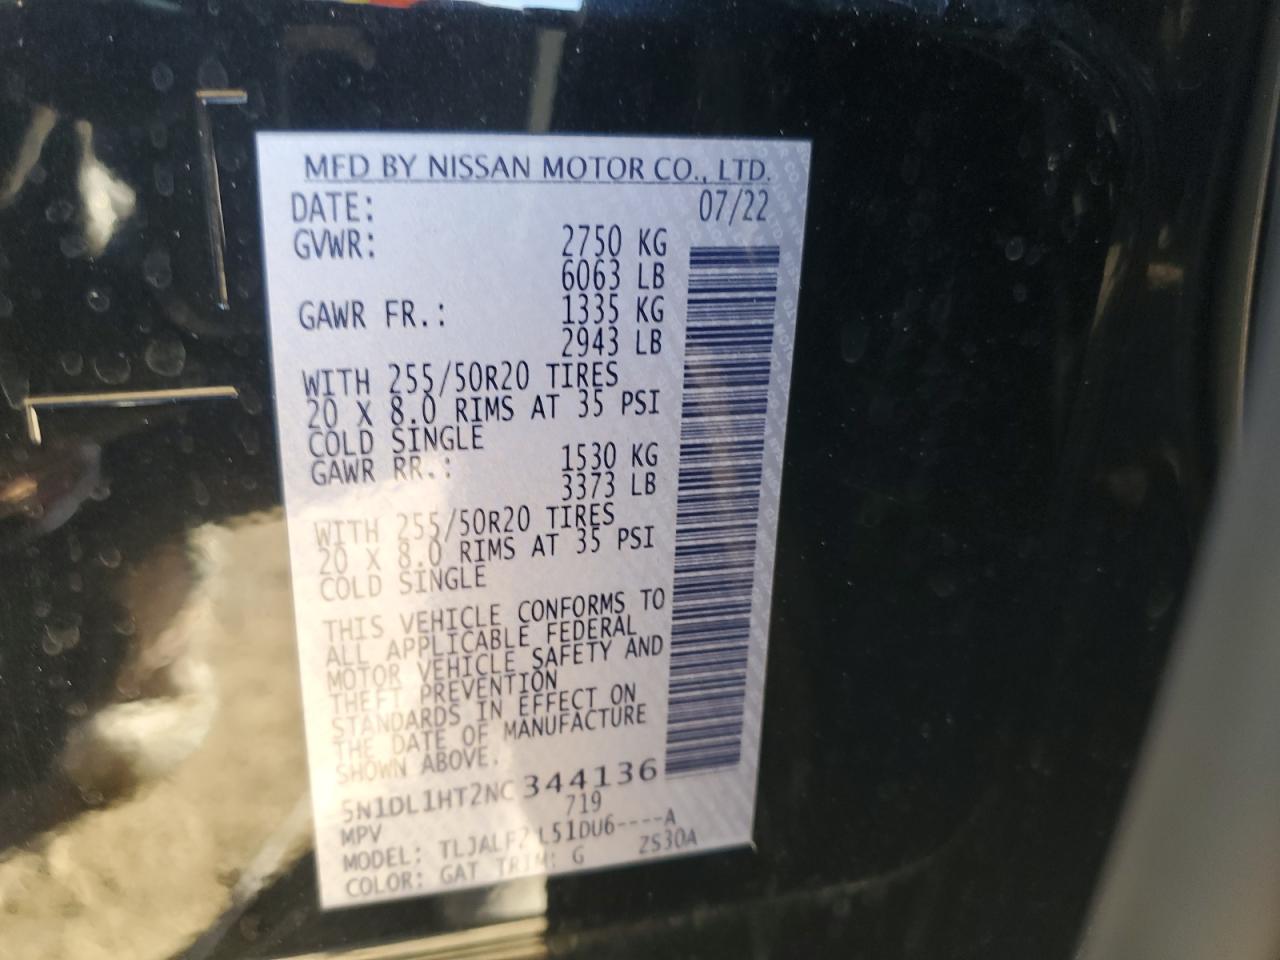 MFD BY NISSAN MOTOR CO., LTD.
DATE: 07/22
GVWR: 2750 KG
6063 LB
GAWR FR.: 1335 KG
2943 LB
WITH 255/50R20 TIRES
20 X 8.0 RIMS AT 35 PSI
COLD SINGLE
GAWR RR.: 1530 KG
3373 LB
WITH 255/50R20 TIRES
20 X 8.0 RIMS AT 35 PSI
COLD SINGLE
THIS VEHICLE CONFORMS TO
ALL APPLICABLE FEDERAL
MOTOR VEHICLE SAFETY AND
THEFT PREVENTION
STANDARDS IN EFFECT ON
THE DATE OF MANUFACTURE
SHOWN ABOVE.
5N1DL1HT2NC344136
MPV 719
MODEL: TLJALF2 L51DU6----A
COLOR: GAT TRIM: G ZS30A